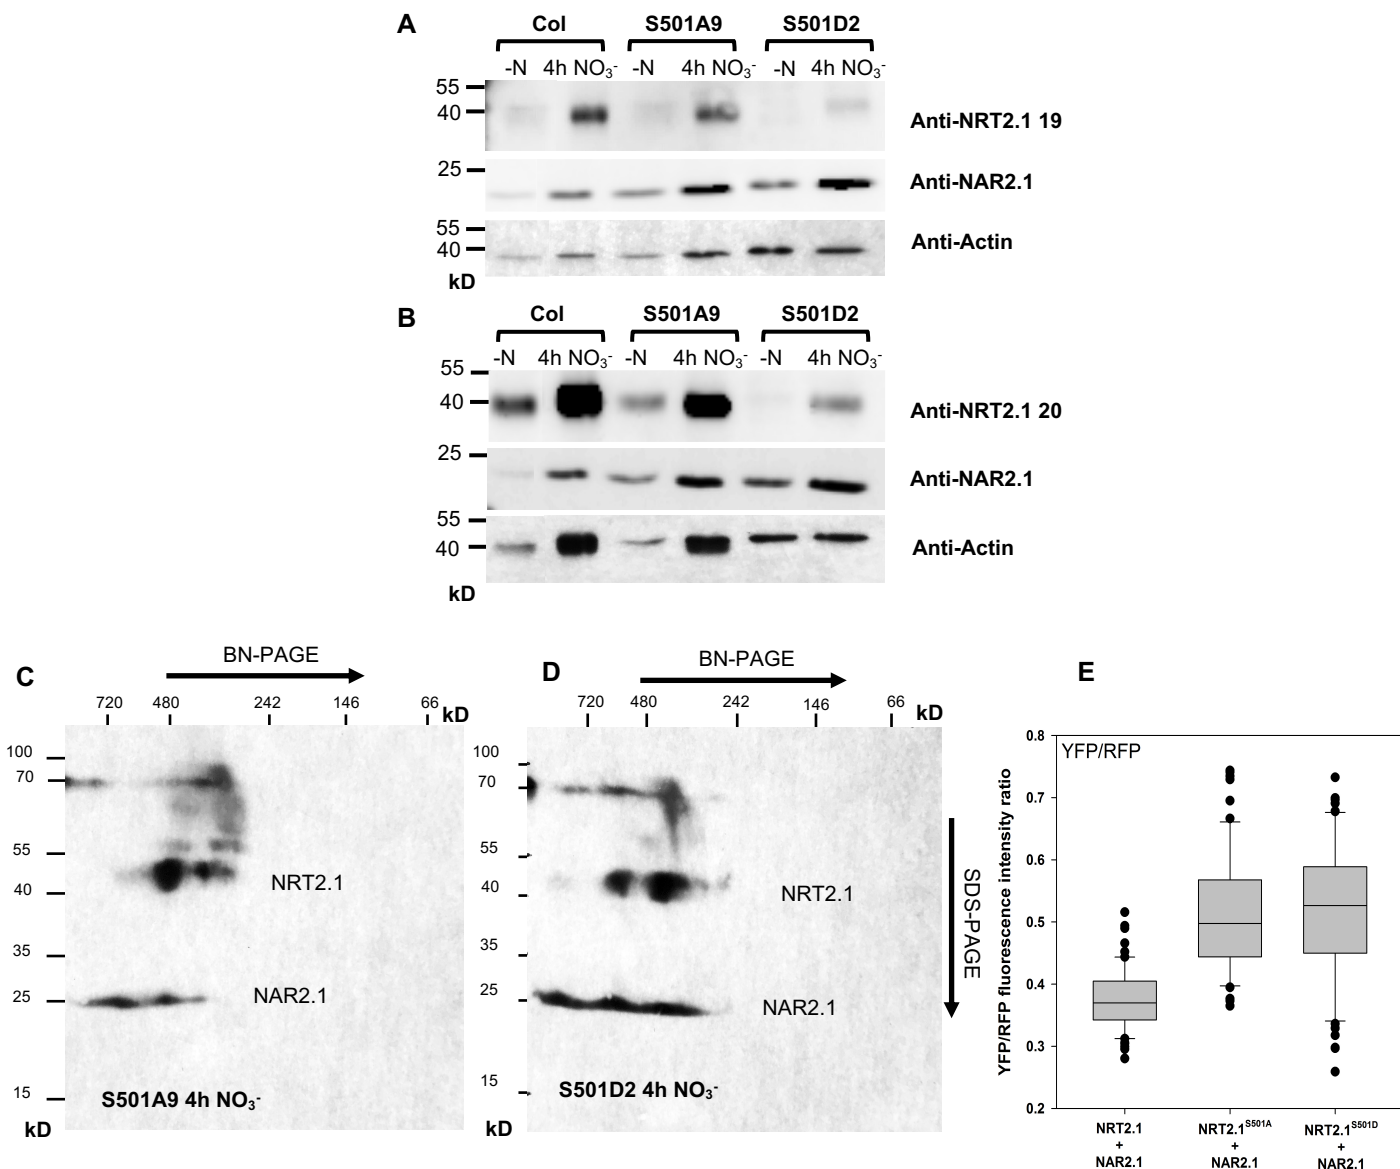 A
Col S501A9 S501D2
-N 4h NO₃⁻ -N 4h NO₃⁻ -N 4h NO₃⁻
55
40
Anti-NRT2.1 19
25
Anti-NAR2.1
55
40
Anti-Actin
kD
B
Col S501A9 S501D2
-N 4h NO₃⁻ -N 4h NO₃⁻ -N 4h NO₃⁻
55
40
Anti-NRT2.1 20
25
Anti-NAR2.1
55
40
Anti-Actin
kD
C
BN-PAGE
720 480 242 146 66 kD
100
70
55
40
35
25
15
kD
NRT2.1
NAR2.1
S501A9 4h NO₃⁻
D
BN-PAGE
720 480 242 146 66 kD
100
70
55
40
35
25
15
kD
NRT2.1
NAR2.1
S501D2 4h NO₃⁻
SDS-PAGE
E
YFP/RFP
YFP/RFP fluorescence intensity ratio
0.8
0.7
0.6
0.5
0.4
0.3
0.2
NRT2.1 + NAR2.1
NRT2.1^S501A + NAR2.1
NRT2.1^S501D + NAR2.1